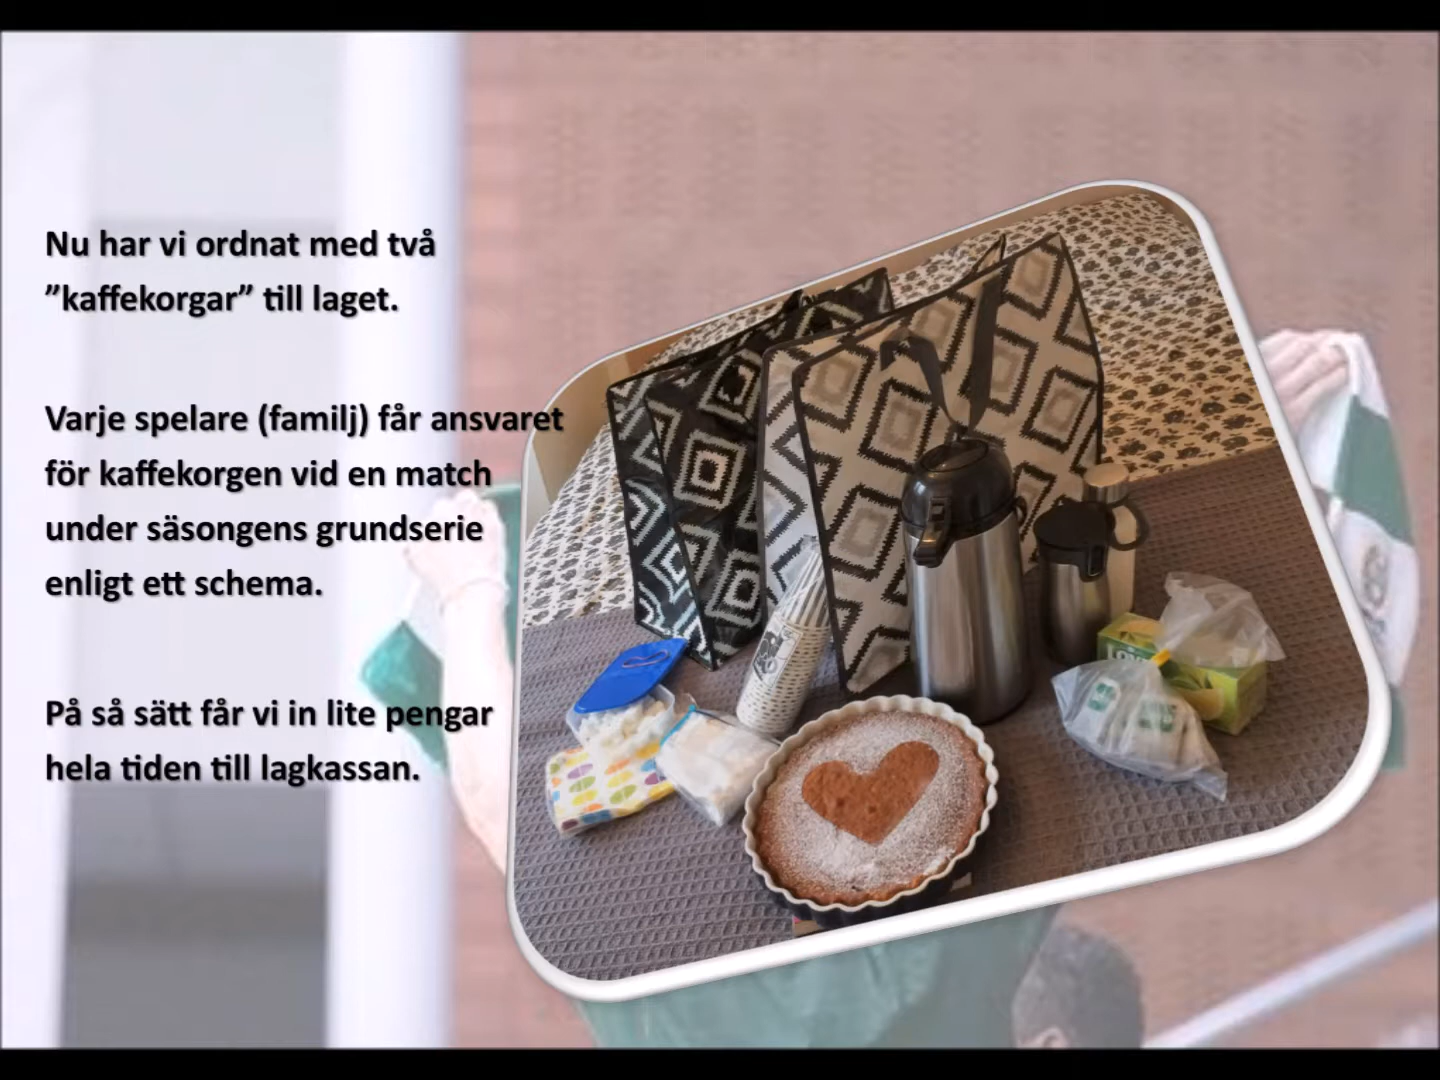 Nu har vi ordnat med två
”kaffekorgar” till laget.
Varje spelare (familj) får ansvaret
för kaffekorgen vid en match
under säsongens grundserie
enligt ett schema.
På så sätt får vi in lite pengar
hela tiden till lagkassan.